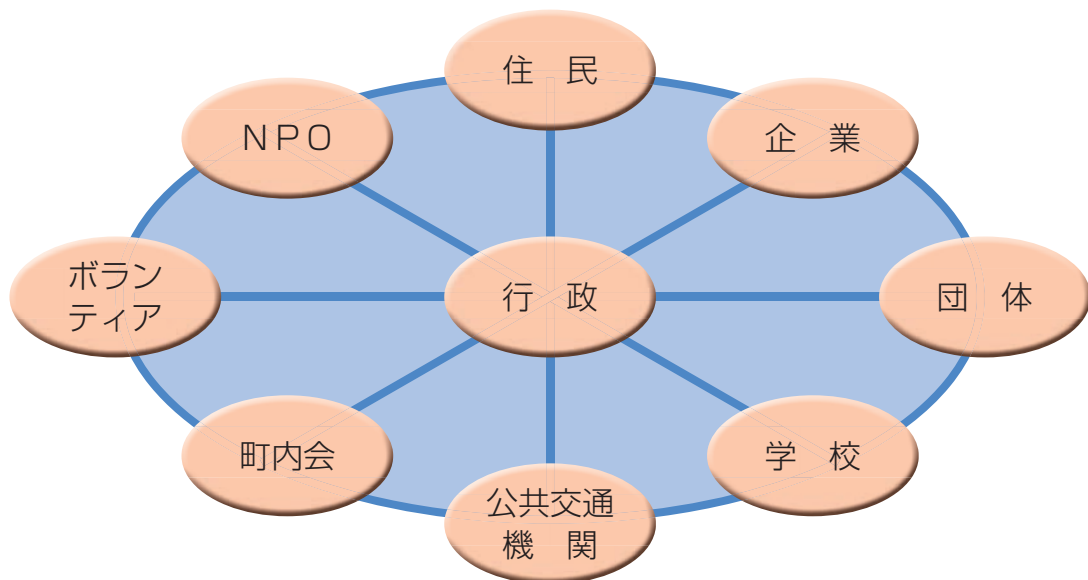 住　民
NPO
企　業
ボラン
ティア
行　政
団　体
町内会
学　校
公共交通
機　関